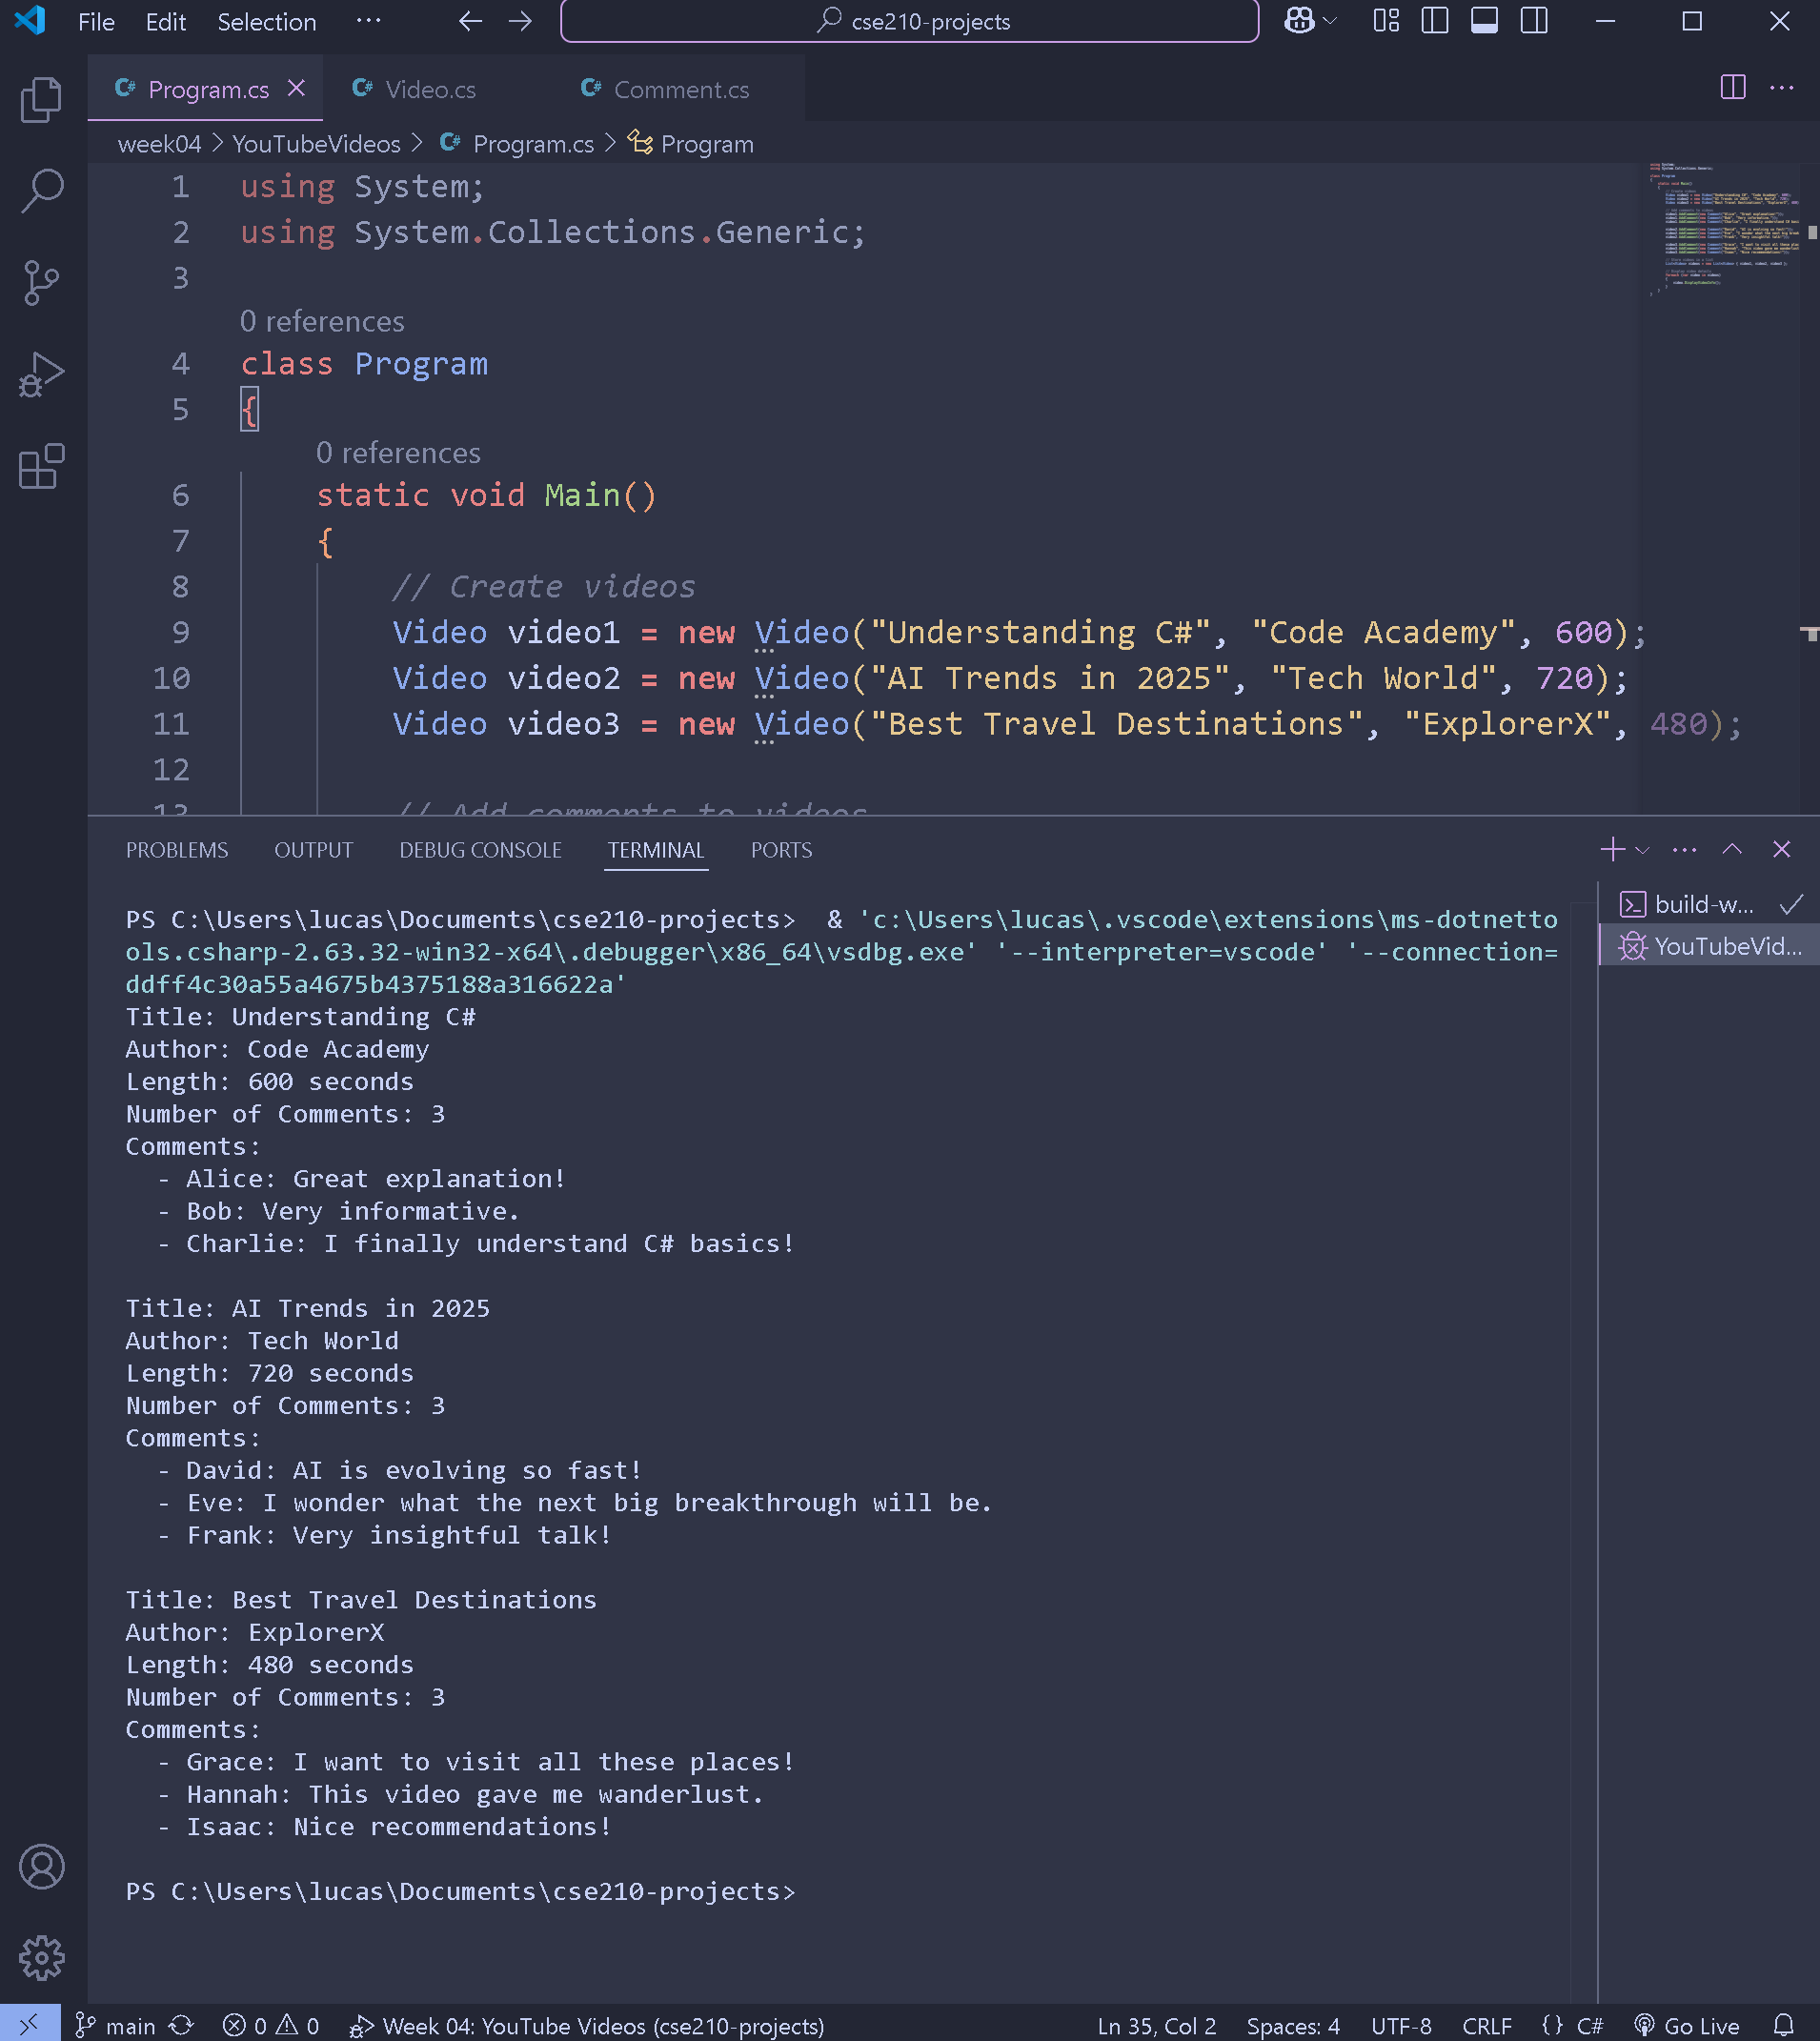 File Edit Selection ··· cse210-projects
Program.cs Video.cs Comment.cs
week04 > YouTubeVideos > Program.cs > Program
1 using System;
2 using System.Collections.Generic;
3
0 references
4 class Program
5 {
0 references
6 static void Main()
7 {
8 // Create videos
9 Video video1 = new Video("Understanding C#", "Code Academy", 600);
10 Video video2 = new Video("AI Trends in 2025", "Tech World", 720);
11 Video video3 = new Video("Best Travel Destinations", "ExplorerX", 480);
12
13 // Add comments to videos
PROBLEMS OUTPUT DEBUG CONSOLE TERMINAL PORTS
build-w...
YouTubeVid...
PS C:\Users\lucas\Documents\cse210-projects>  & 'c:\Users\lucas\.vscode\extensions\ms-dotnetto
ols.csharp-2.63.32-win32-x64\.debugger\x86_64\vsdbg.exe' '--interpreter=vscode' '--connection=
ddff4c30a55a4675b4375188a316622a'
Title: Understanding C#
Author: Code Academy
Length: 600 seconds
Number of Comments: 3
Comments:
- Alice: Great explanation!
- Bob: Very informative.
- Charlie: I finally understand C# basics!
Title: AI Trends in 2025
Author: Tech World
Length: 720 seconds
Number of Comments: 3
Comments:
- David: AI is evolving so fast!
- Eve: I wonder what the next big breakthrough will be.
- Frank: Very insightful talk!
Title: Best Travel Destinations
Author: ExplorerX
Length: 480 seconds
Number of Comments: 3
Comments:
- Grace: I want to visit all these places!
- Hannah: This video gave me wanderlust.
- Isaac: Nice recommendations!
PS C:\Users\lucas\Documents\cse210-projects>
main 0 0 Week 04: YouTube Videos (cse210-projects) Ln 35, Col 2 Spaces: 4 UTF-8 CRLF {} C# Go Live